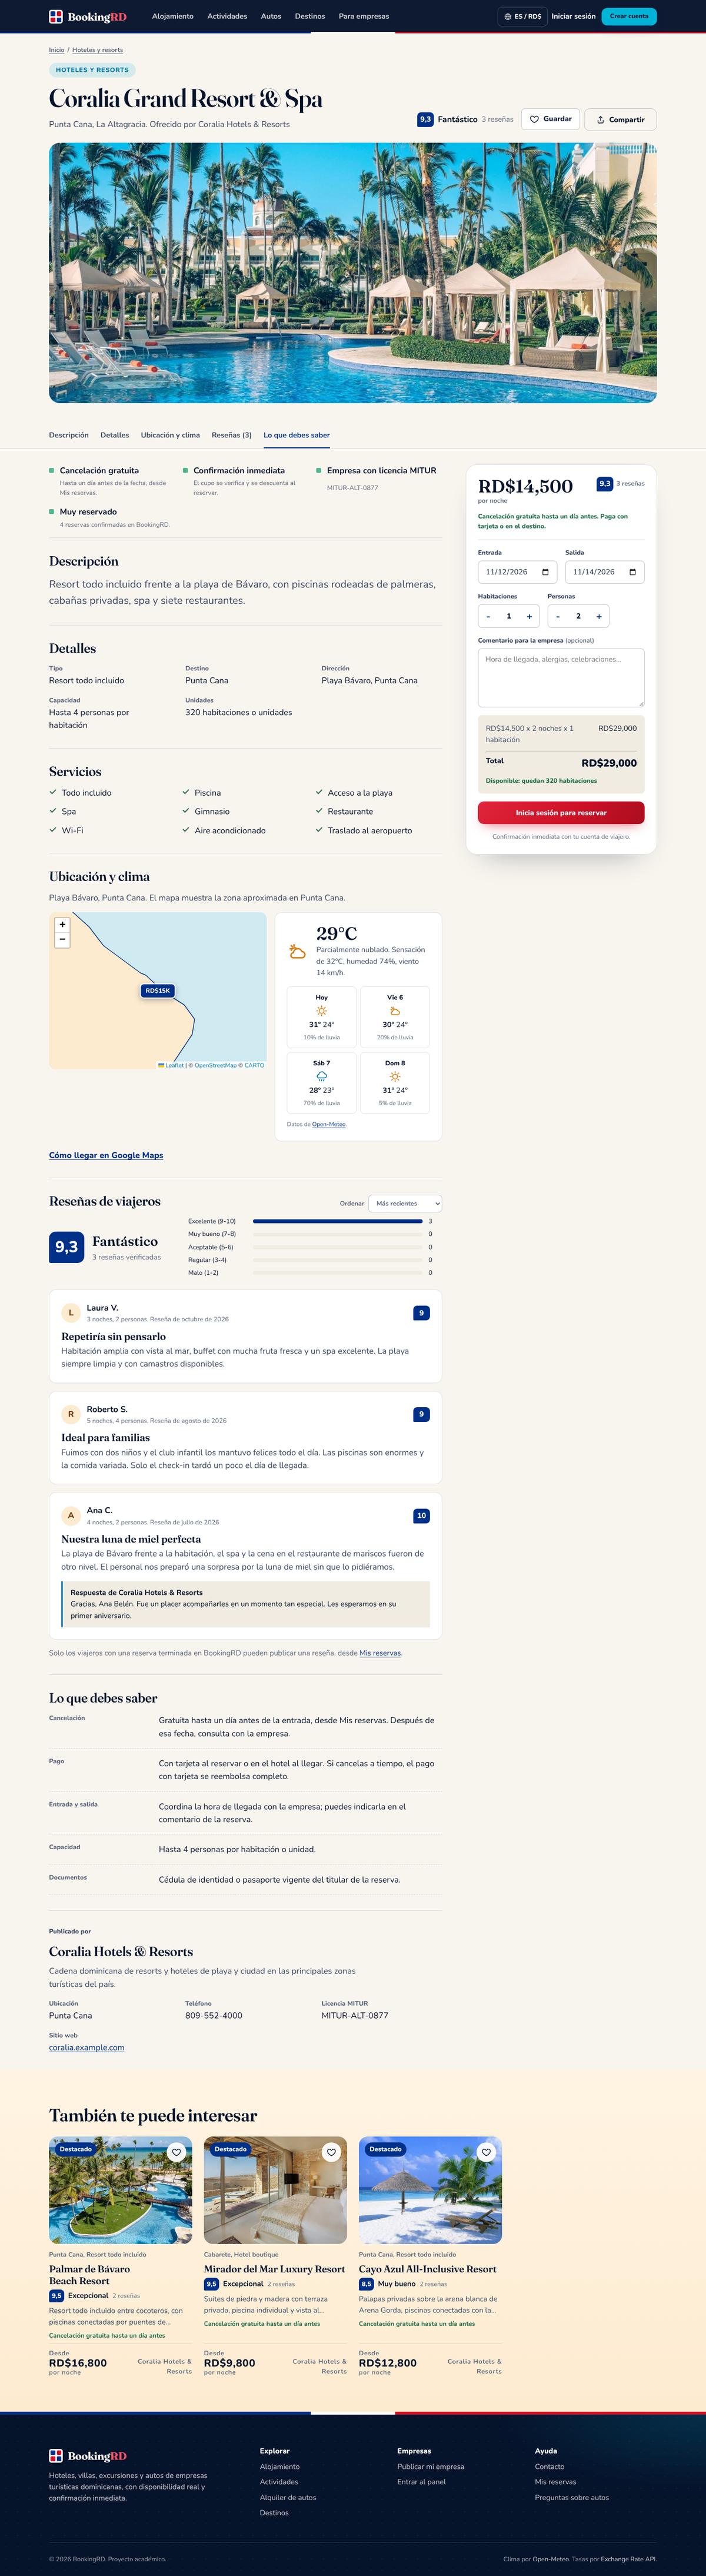 BookingRD
Alojamiento Actividades Autos Destinos Para empresas
ES / RD$ Iniciar sesión Crear cuenta
Inicio / Hoteles y resorts
HOTELES Y RESORTS
Coralia Grand Resort & Spa
Punta Cana, La Altagracia. Ofrecido por Coralia Hotels & Resorts
9,3 Fantástico 3 reseñas Guardar Compartir
Descripción Detalles Ubicación y clima Reseñas (3) Lo que debes saber
Cancelación gratuita
Hasta un día antes de la fecha, desde
Mis reservas.
Confirmación inmediata
El cupo se verifica y se descuenta al
reservar.
Empresa con licencia MITUR
MITUR-ALT-0877
Muy reservado
4 reservas confirmadas en BookingRD.
RD$14,500
por noche
9,3 3 reseñas
Cancelación gratuita hasta un día antes. Paga con
tarjeta o en el destino.
Entrada Salida
11/12/2026 11/14/2026
Habitaciones Personas
- 1 + - 2 +
Comentario para la empresa (opcional)
Hora de llegada, alergias, celebraciones...
RD$14,500 x 2 noches x 1
habitación
RD$29,000
Total RD$29,000
Disponible: quedan 320 habitaciones
Inicia sesión para reservar
Confirmación inmediata con tu cuenta de viajero.
Descripción
Resort todo incluido frente a la playa de Bávaro, con piscinas rodeadas de palmeras,
cabañas privadas, spa y siete restaurantes.
Detalles
Tipo
Resort todo incluido
Destino
Punta Cana
Dirección
Playa Bávaro, Punta Cana
Capacidad
Hasta 4 personas por
habitación
Unidades
320 habitaciones o unidades
Servicios
Todo incluido Piscina Acceso a la playa
Spa Gimnasio Restaurante
Wi-Fi Aire acondicionado Traslado al aeropuerto
Ubicación y clima
Playa Bávaro, Punta Cana. El mapa muestra la zona aproximada en Punta Cana.
+
−
RD$15K
Leaflet | © OpenStreetMap © CARTO
29°C
Parcialmente nublado. Sensación
de 32°C, humedad 74%, viento
14 km/h.
Hoy
31° 24°
10% de lluvia
Vie 6
30° 24°
20% de lluvia
Sáb 7
28° 23°
70% de lluvia
Dom 8
31° 24°
5% de lluvia
Datos de Open-Meteo
Cómo llegar en Google Maps
Reseñas de viajeros
Ordenar Más recientes
9,3 Fantástico
3 reseñas verificadas
Excelente (9-10) 3
Muy bueno (7-8) 0
Aceptable (5-6) 0
Regular (3-4) 0
Malo (1-2) 0
L Laura V. 9
3 noches, 2 personas. Reseña de octubre de 2026
Repetiría sin pensarlo
Habitación amplia con vista al mar, buffet con mucha fruta fresca y un spa excelente. La playa
siempre limpia y con camastros disponibles.
R Roberto S. 9
5 noches, 4 personas. Reseña de agosto de 2026
Ideal para familias
Fuimos con dos niños y el club infantil los mantuvo felices todo el día. Las piscinas son enormes y
la comida variada. Solo el check-in tardó un poco el día de llegada.
A Ana C. 10
4 noches, 2 personas. Reseña de julio de 2026
Nuestra luna de miel perfecta
La playa de Bávaro frente a la habitación, el spa y la cena en el restaurante de mariscos fueron de
otro nivel. El personal nos preparó una sorpresa por la luna de miel sin que lo pidiéramos.
Respuesta de Coralia Hotels & Resorts
Gracias, Ana Belén. Fue un placer acompañarles en un momento tan especial. Les esperamos en su
primer aniversario.
Solo los viajeros con una reserva terminada en BookingRD pueden publicar una reseña, desde Mis reservas.
Lo que debes saber
Cancelación
Gratuita hasta un día antes de la entrada, desde Mis reservas. Después de
esa fecha, consulta con la empresa.
Pago
Con tarjeta al reservar o en el hotel al llegar. Si cancelas a tiempo, el pago
con tarjeta se reembolsa completo.
Entrada y salida
Coordina la hora de llegada con la empresa; puedes indicarla en el
comentario de la reserva.
Capacidad
Hasta 4 personas por habitación o unidad.
Documentos
Cédula de identidad o pasaporte vigente del titular de la reserva.
Publicado por
Coralia Hotels & Resorts
Cadena dominicana de resorts y hoteles de playa y ciudad en las principales zonas
turísticas del país.
Ubicación
Punta Cana
Teléfono
809-552-4000
Licencia MITUR
MITUR-ALT-0877
Sitio web
coralia.example.com
También te puede interesar
Destacado
Punta Cana, Resort todo incluido
Palmar de Bávaro
Beach Resort
9,5 Excepcional 2 reseñas
Resort todo incluido entre cocoteros, con
piscinas conectadas por puentes de...
Cancelación gratuita hasta un día antes
Desde
RD$16,800
por noche
Coralia Hotels &
Resorts
Destacado
Cabarete, Hotel boutique
Mirador del Mar Luxury Resort
9,5 Excepcional 2 reseñas
Suites de piedra y madera con terraza
privada, piscina individual y vista al...
Cancelación gratuita hasta un día antes
Desde
RD$9,800
por noche
Coralia Hotels &
Resorts
Destacado
Punta Cana, Resort todo incluido
Cayo Azul All-Inclusive Resort
8,5 Muy bueno 2 reseñas
Palapas privadas sobre la arena blanca de
Arena Gorda, piscinas conectadas con la...
Cancelación gratuita hasta un día antes
Desde
RD$12,800
por noche
Coralia Hotels &
Resorts
BookingRD
Hoteles, villas, excursiones y autos de empresas
turísticas dominicanas, con disponibilidad real y
confirmación inmediata.
Explorar
Alojamiento
Actividades
Alquiler de autos
Destinos
Empresas
Publicar mi empresa
Entrar al panel
Ayuda
Contacto
Mis reservas
Preguntas sobre autos
© 2026 BookingRD. Proyecto académico.
Clima por Open-Meteo. Tasas por Exchange Rate API.